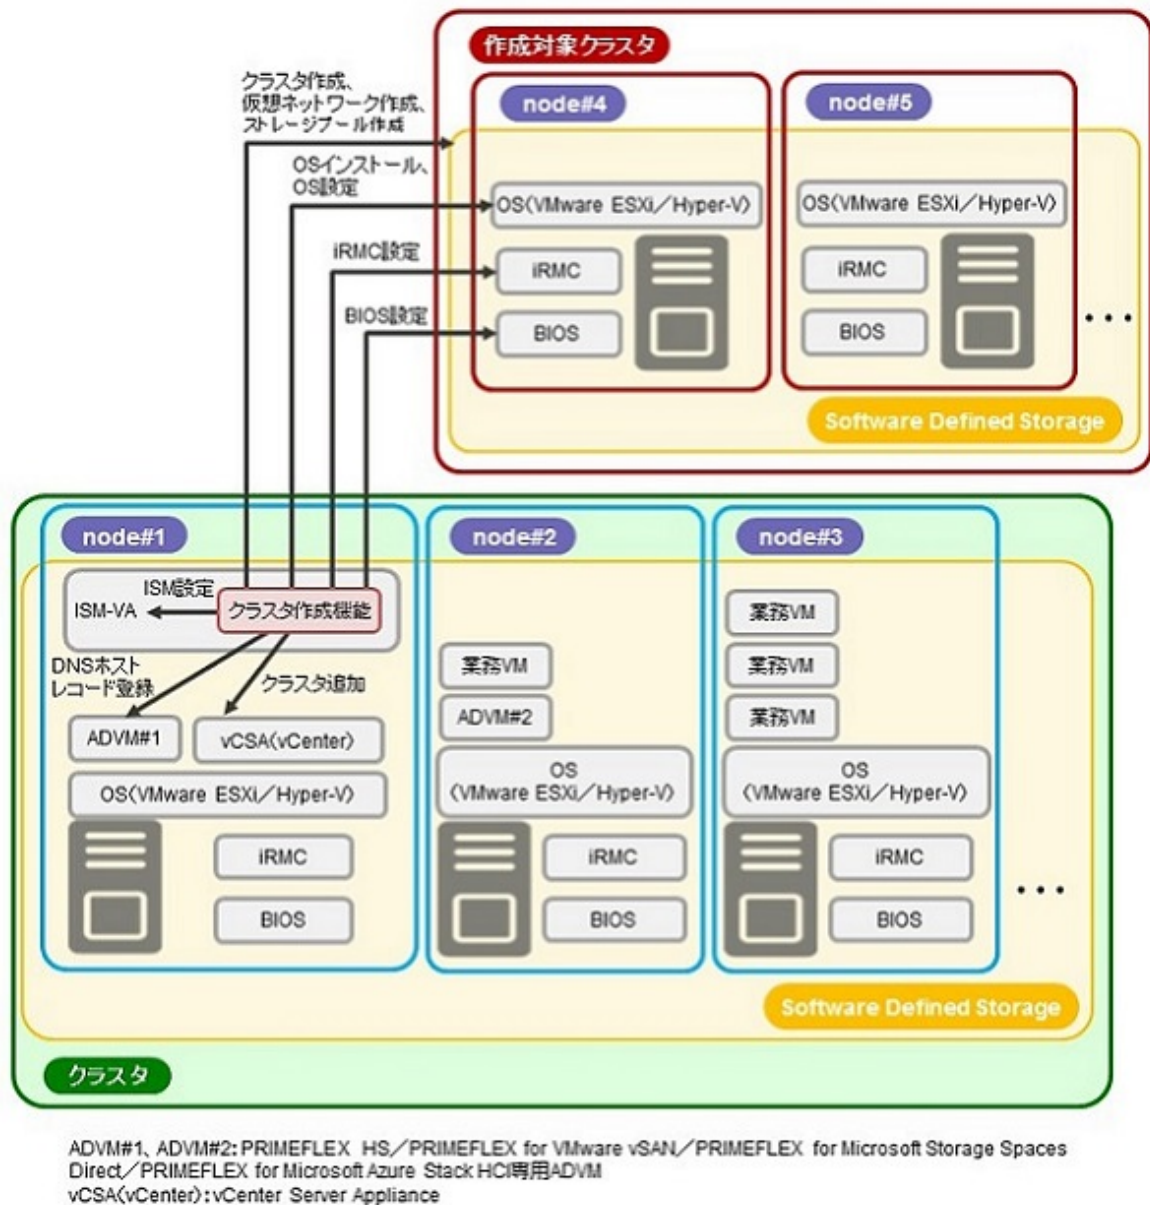 作成対象クラスタ
クラスタ作成、
仮想ネットワーク作成、
ストレージプール作成
node#4
node#5
OSインストール、
OS設定
OS(VMware ESXi／Hyper-V)
OS(VMware ESXi／Hyper-V)
iRMC設定
iRMC
iRMC
BIOS設定
BIOS
BIOS
・・・
Software Defined Storage
node#1
node#2
node#3
ISM設定
ISM-VA
クラスタ作成機能
業務VM
DNSホスト
レコード登録
クラスタ追加
業務VM
業務VM
ADVM#1
vCSA(vCenter)
ADVM#2
業務VM
OS(VMware ESXi／Hyper-V)
OS
(VMware ESXi／Hyper-V)
OS
(VMware ESXi／Hyper-V)
iRMC
iRMC
iRMC
・・・
BIOS
BIOS
BIOS
Software Defined Storage
クラスタ
ADVM#1、ADVM#2：PRIMEFLEX HS／PRIMEFLEX for VMware vSAN／PRIMEFLEX for Microsoft Storage Spaces
Direct／PRIMEFLEX for Microsoft Azure Stack HCI専用ADVM
vCSA(vCenter)：vCenter Server Appliance